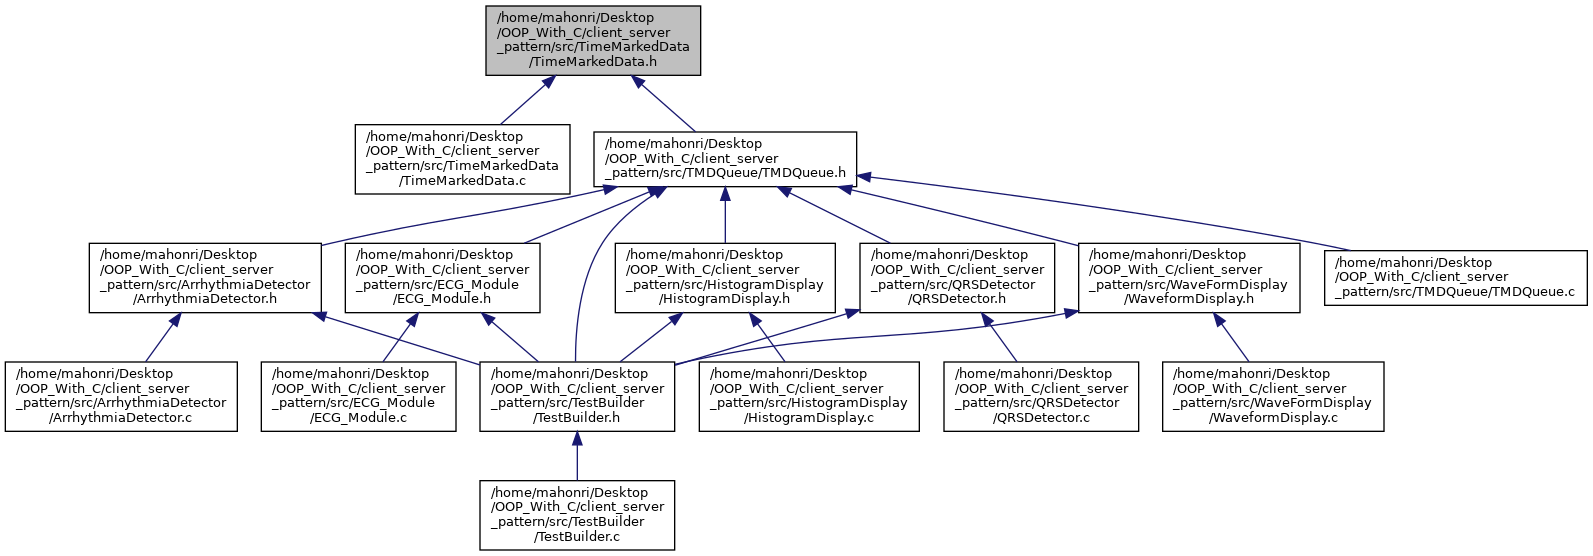 /home/mahonri/Desktop
/OOP_With_C/client_server
_pattern/src/TimeMarkedData
/TimeMarkedData.h
/home/mahonri/Desktop
/OOP_With_C/client_server
_pattern/src/TimeMarkedData
/TimeMarkedData.c
/home/mahonri/Desktop
/OOP_With_C/client_server
_pattern/src/TMDQueue/TMDQueue.h
/home/mahonri/Desktop
/OOP_With_C/client_server
_pattern/src/ArrhythmiaDetector
/ArrhythmiaDetector.h
/home/mahonri/Desktop
/OOP_With_C/client_server
_pattern/src/ECG_Module
/ECG_Module.h
/home/mahonri/Desktop
/OOP_With_C/client_server
_pattern/src/HistogramDisplay
/HistogramDisplay.h
/home/mahonri/Desktop
/OOP_With_C/client_server
_pattern/src/QRSDetector
/QRSDetector.h
/home/mahonri/Desktop
/OOP_With_C/client_server
_pattern/src/WaveFormDisplay
/WaveformDisplay.h
/home/mahonri/Desktop
/OOP_With_C/client_server
_pattern/src/TMDQueue/TMDQueue.c
/home/mahonri/Desktop
/OOP_With_C/client_server
_pattern/src/ArrhythmiaDetector
/ArrhythmiaDetector.c
/home/mahonri/Desktop
/OOP_With_C/client_server
_pattern/src/ECG_Module
/ECG_Module.c
/home/mahonri/Desktop
/OOP_With_C/client_server
_pattern/src/TestBuilder
/TestBuilder.h
/home/mahonri/Desktop
/OOP_With_C/client_server
_pattern/src/HistogramDisplay
/HistogramDisplay.c
/home/mahonri/Desktop
/OOP_With_C/client_server
_pattern/src/QRSDetector
/QRSDetector.c
/home/mahonri/Desktop
/OOP_With_C/client_server
_pattern/src/WaveFormDisplay
/WaveformDisplay.c
/home/mahonri/Desktop
/OOP_With_C/client_server
_pattern/src/TestBuilder
/TestBuilder.c